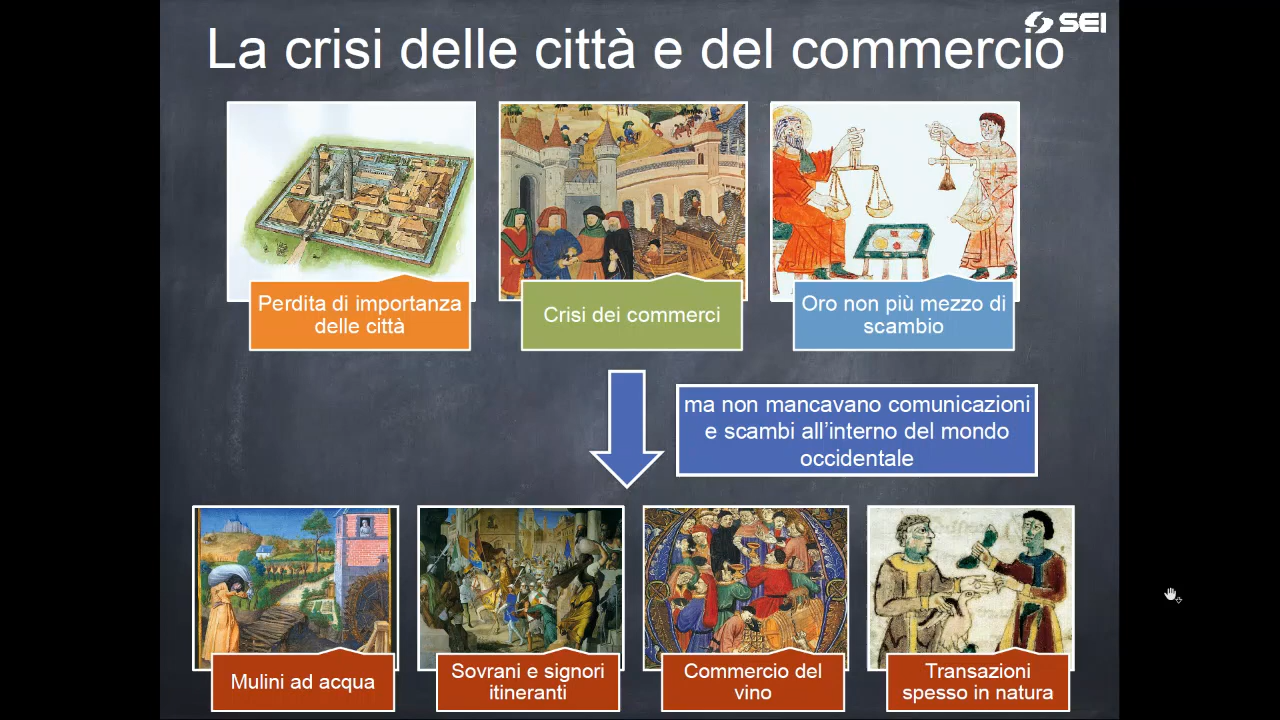 SEI
La crisi delle città e del commercio
Perdita di importanza
delle città
Crisi dei commerci
Oro non più mezzo di
scambio
ma non mancavano comunicazioni
e scambi all’interno del mondo
occidentale
Mulini ad acqua
Sovrani e signori
itineranti
Commercio del
vino
Transazioni
spesso in natura